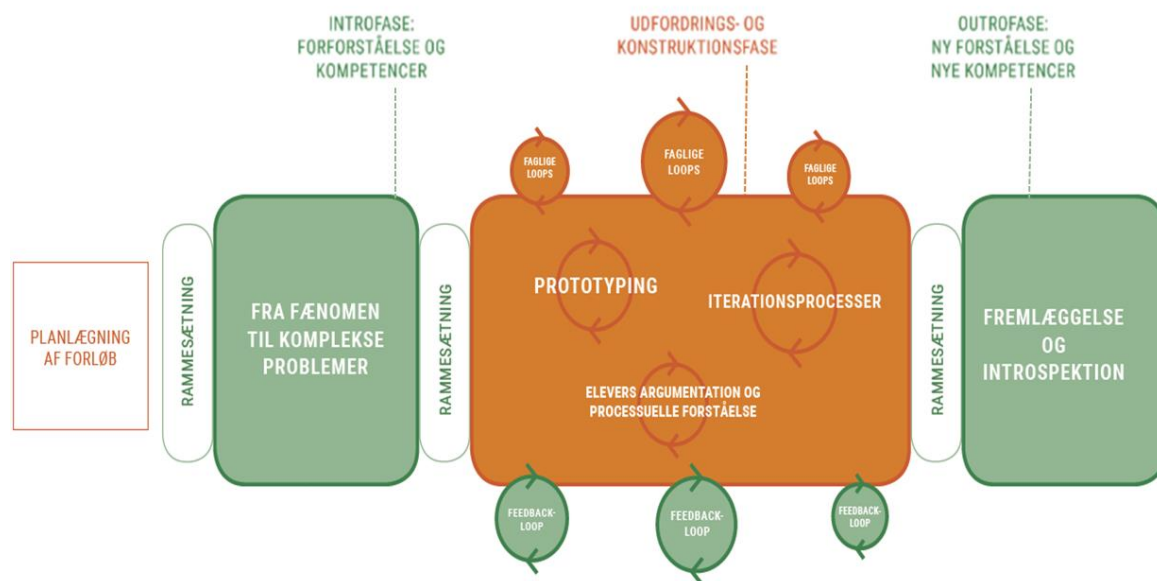 INTROFASE:
FORFORSTÅELSE OG
KOMPETENCER
UDFORDRINGS- OG
KONSTRUKTIONSFASE
OUTROFASE:
NY FORSTÅELSE OG
NYE KOMPETENCER
FAGLIGE
LOOPS
FAGLIGE
LOOPS
FAGLIGE
LOOPS
PLANLÆGNING
AF FORLØB
RAMMESÆTNING
FRA FÆNOMEN
TIL KOMPLEKSE
PROBLEMER
RAMMESÆTNING
PROTOTYPING
ITERATIONSPROCESSER
ELEVERS ARGUMENTATION OG
PROCESSUELLE FORSTÅELSE
RAMMESÆTNING
FREMLÆGGELSE
OG
INTROSPEKTION
FEEDBACK-
LOOP
FEEDBACK-
LOOP
FEEDBACK-
LOOP